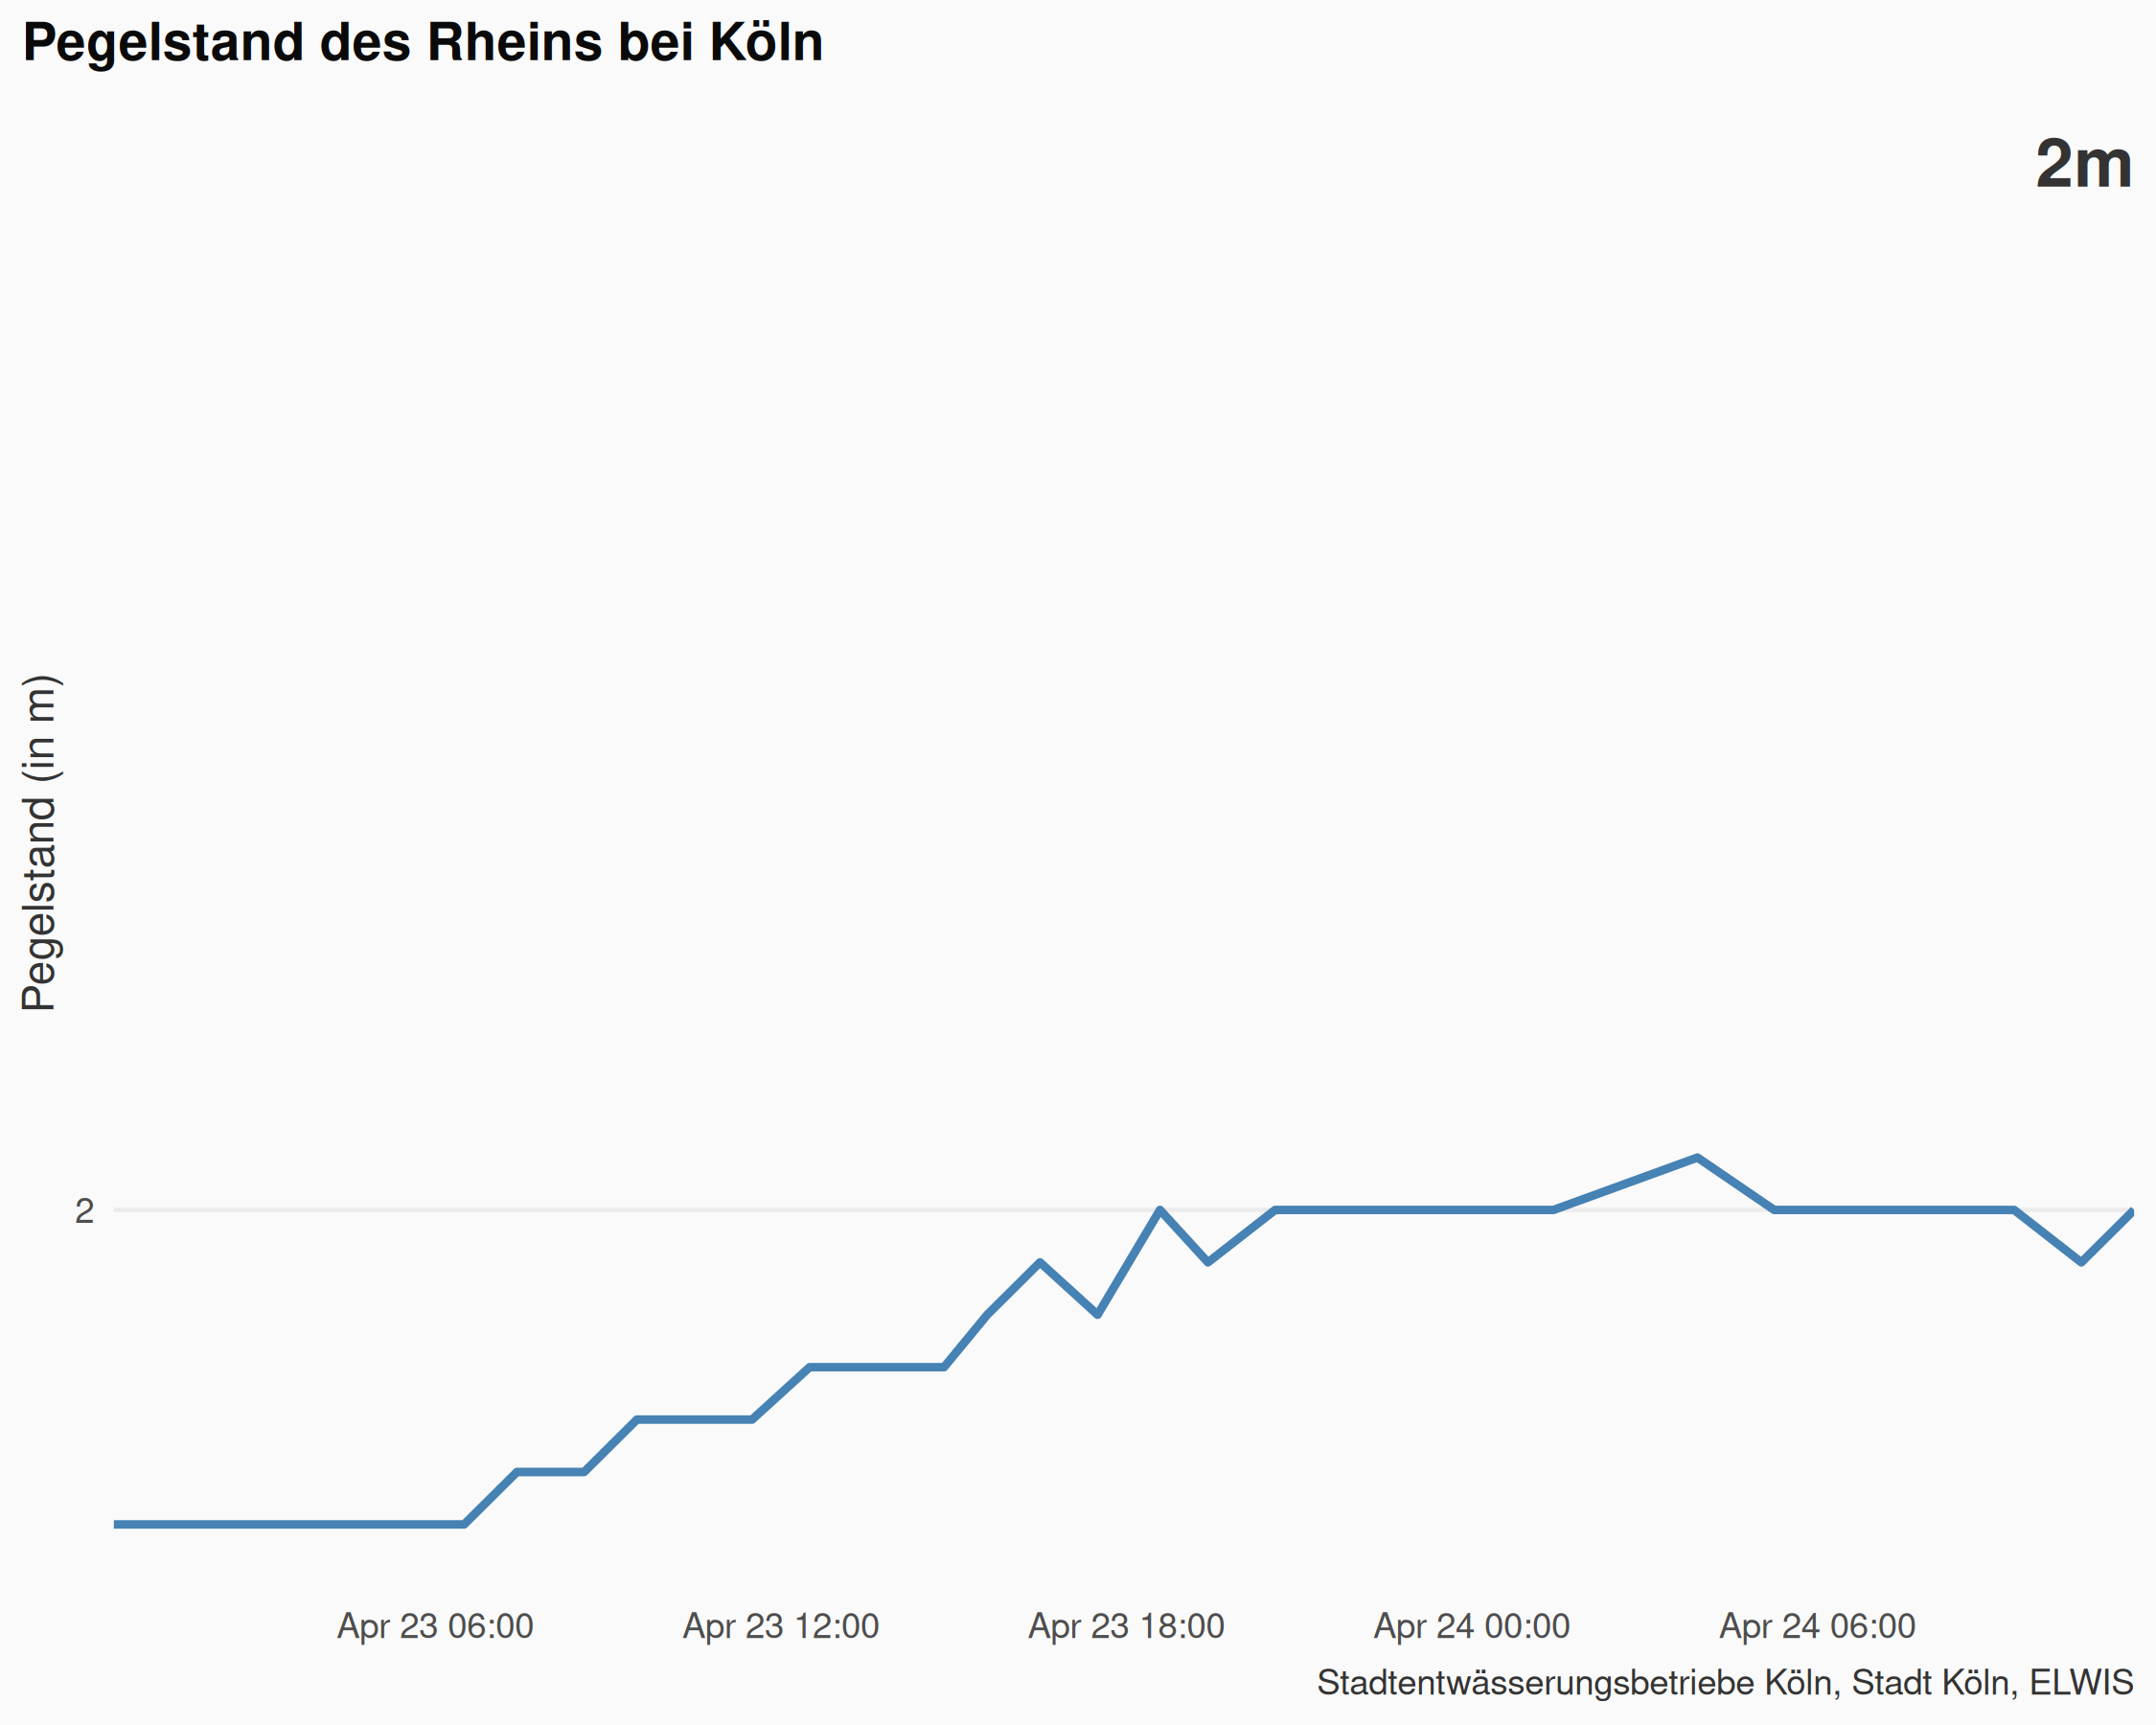 Pegelstand des Rheins bei Köln
2m
Pegelstand (in m)
2
Apr 23 06:00 Apr 23 12:00 Apr 23 18:00 Apr 24 00:00 Apr 24 06:00
Stadtentwässerungsbetriebe Köln, Stadt Köln, ELWIS